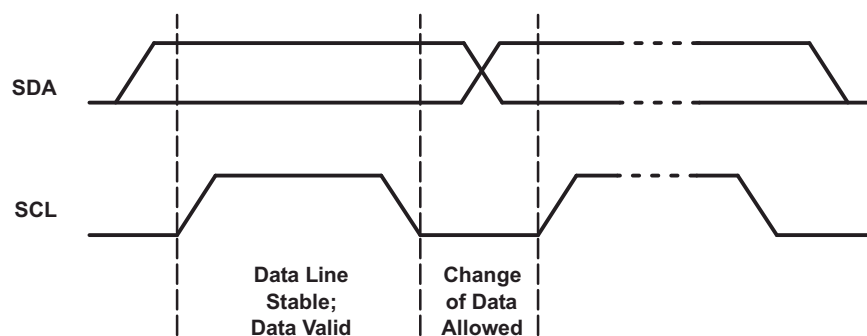 SDA
SCL
Data Line
Stable;
Data Valid
Change
of Data
Allowed